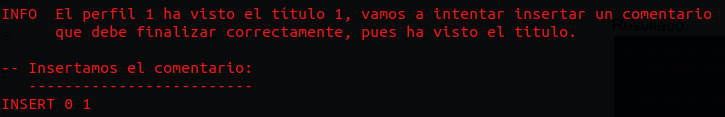 INFO  El perfil 1 ha visto el título 1, vamos a intentar insertar un comentario
      que debe finalizar correctamente, pues ha visto el titulo.
-- Insertamos el comentario:
   -------------------------
INSERT 0 1